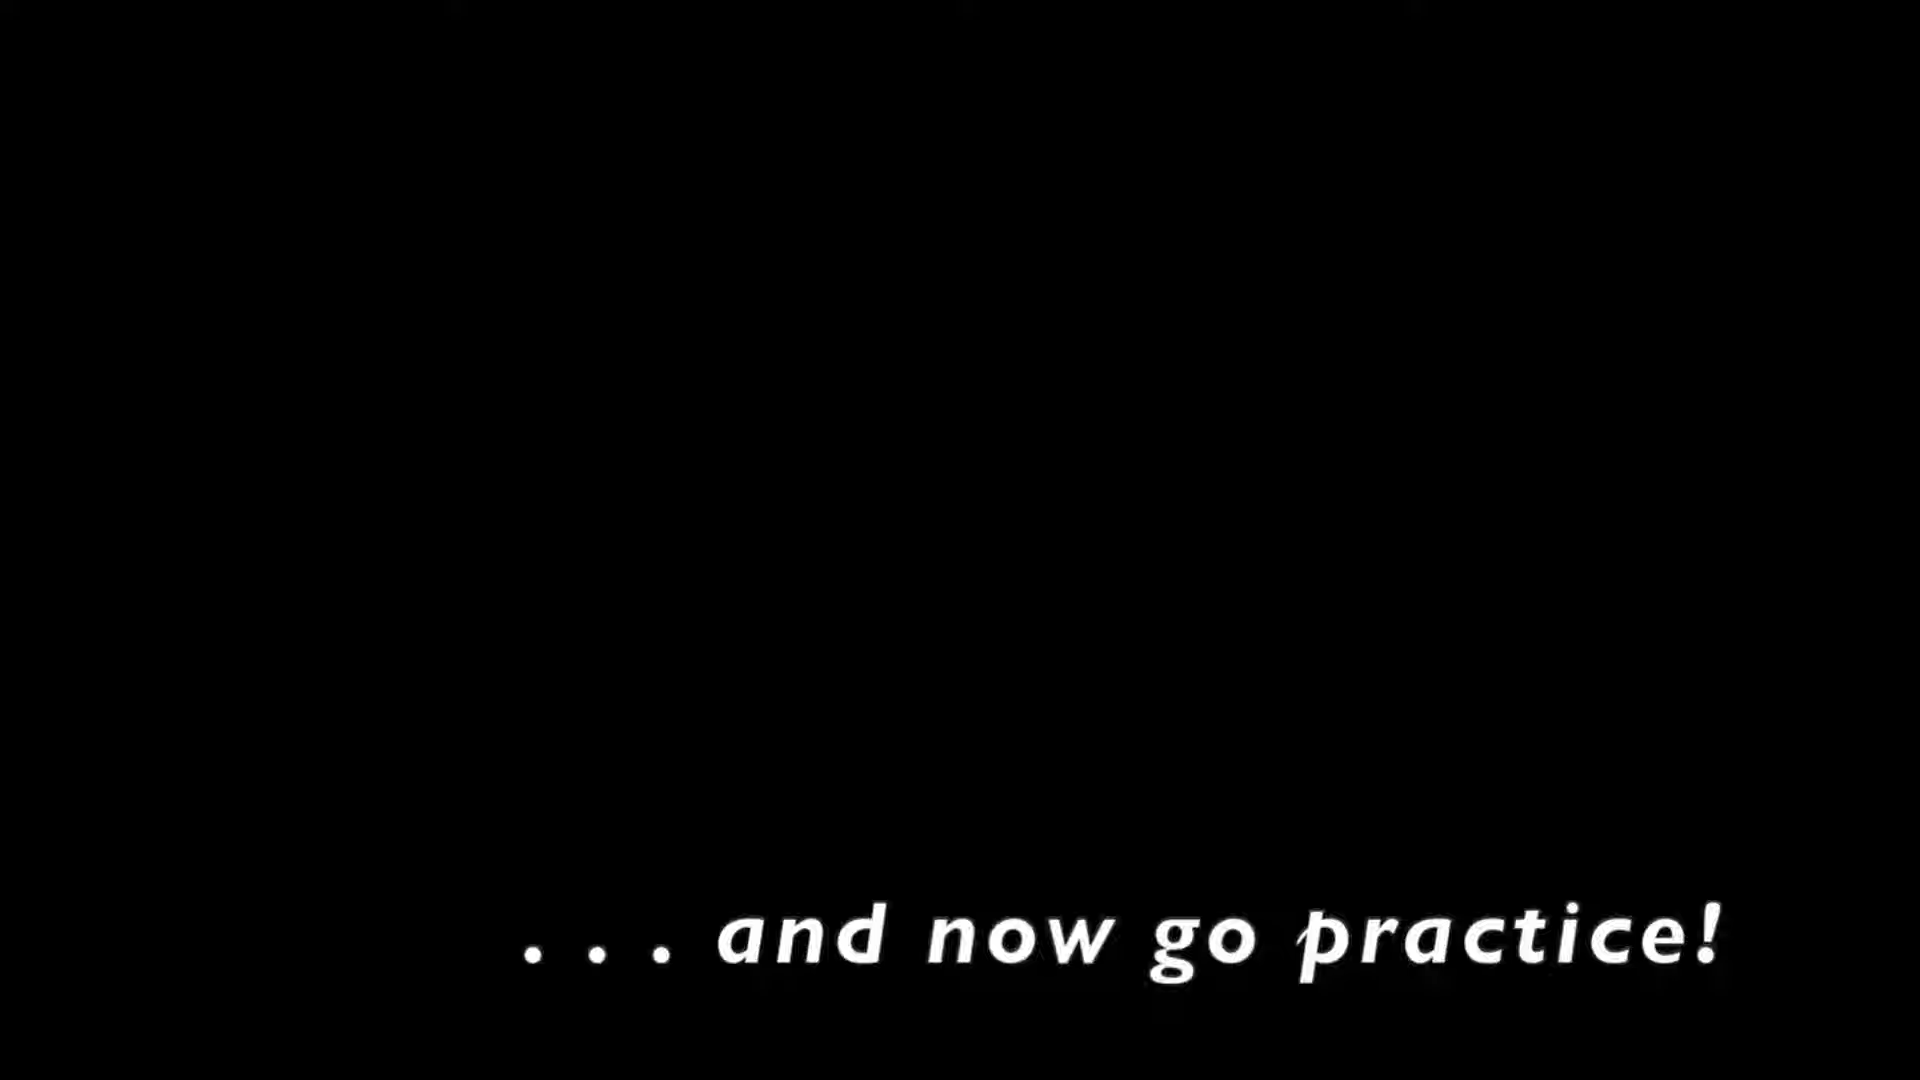 . . . and now go practice!